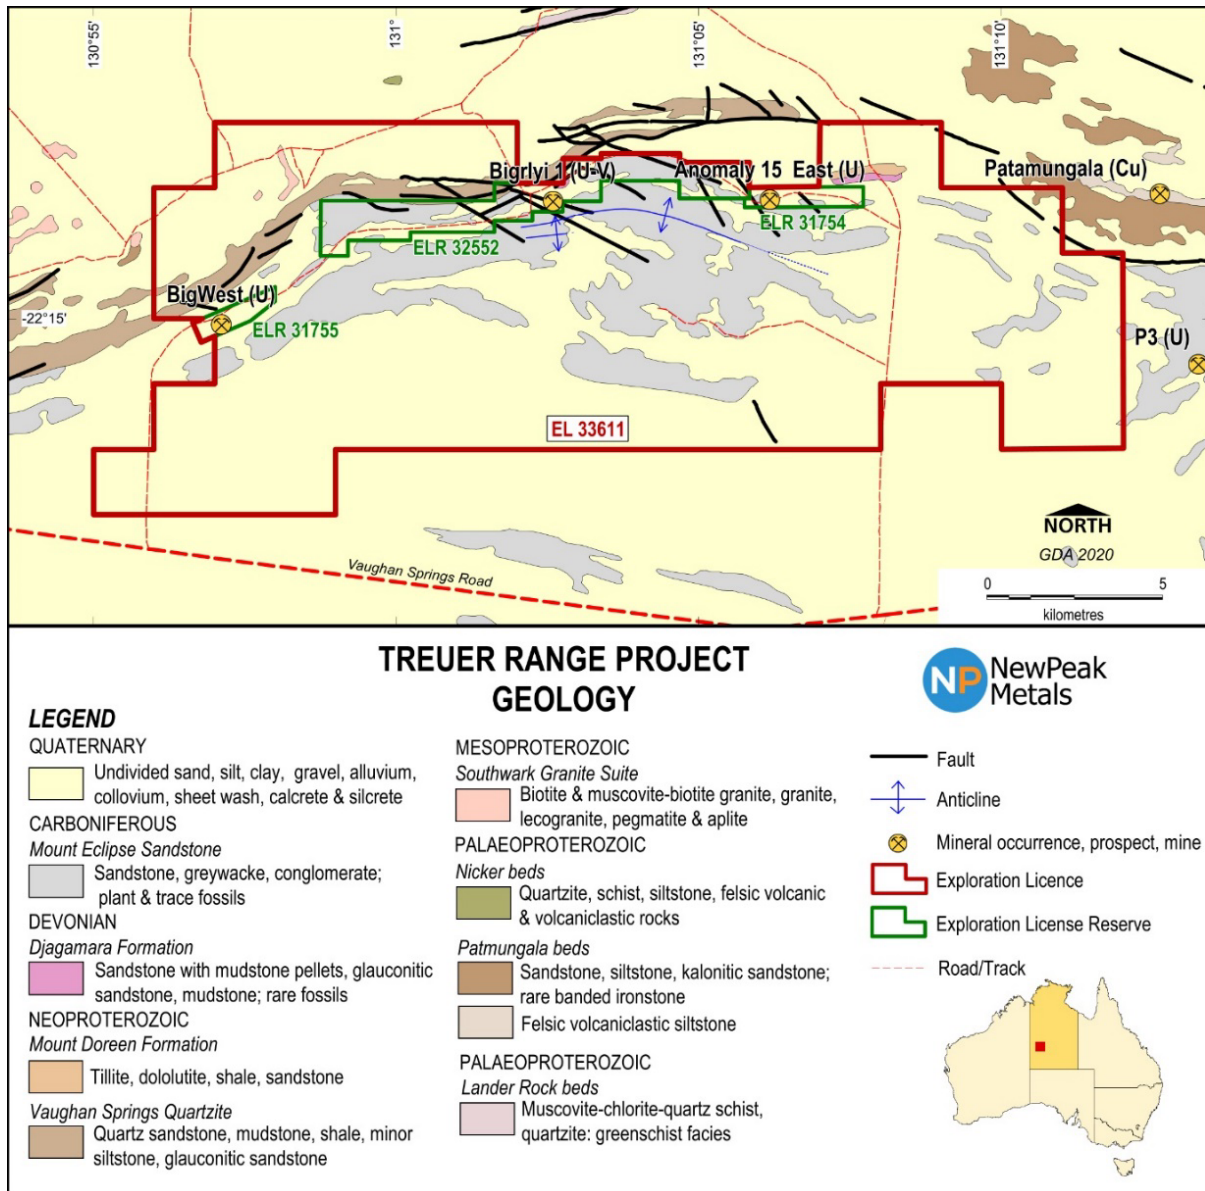 130°55'
131°
131°05'
131°10'
Bigrlyi 1 (U-V)
Anomaly 15 East (U)
Patamungala (Cu)
ELR 31754
ELR 32552
BigWest (U)
-22°15'
ELR 31755
P3 (U)
EL 33611
NORTH
GDA 2020
Vaughan Springs Road
0 5
kilometres
TREUER RANGE PROJECT
GEOLOGY
NP NewPeak
Metals
LEGEND
QUATERNARY
Undivided sand, silt, clay, gravel, alluvium,
collovium, sheet wash, calcrete & silcrete
CARBONIFEROUS
Mount Eclipse Sandstone
Sandstone, greywacke, conglomerate;
plant & trace fossils
DEVONIAN
Djagamara Formation
Sandstone with mudstone pellets, glauconitic
sandstone, mudstone; rare fossils
NEOPROTEROZOIC
Mount Doreen Formation
Tillite, dololutite, shale, sandstone
Vaughan Springs Quartzite
Quartz sandstone, mudstone, shale, minor
siltstone, glauconitic sandstone
MESOPROTEROZOIC
Southwark Granite Suite
Biotite & muscovite-biotite granite, granite,
lecogranite, pegmatite & aplite
PALAEOPROTEROZOIC
Nicker beds
Quartzite, schist, siltstone, felsic volcanic
& volcaniclastic rocks
Patmungala beds
Sandstone, siltstone, kalonitic sandstone;
rare banded ironstone
Felsic volcaniclastic siltstone
PALAEOPROTEROZOIC
Lander Rock beds
Muscovite-chlorite-quartz schist,
quartzite: greenschist facies
Fault
Anticline
Mineral occurrence, prospect, mine
Exploration Licence
Exploration License Reserve
Road/Track